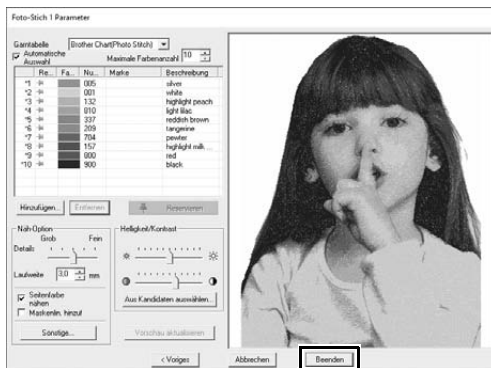 Foto-Stich 1 Parameter
Garntabelle Brother Chart(Photo Stitch)
Automatische Auswahl
Maximale Farbenanzahl 10
Re... Fa... Nu... Marke Beschreibung
*1 005 silver
*2 001 white
*3 132 highlight peach
*4 810 light lilac
*5 337 reddish brown
*6 209 tangerine
*7 704 pewter
*8 157 highlight milk ...
*9 800 red
*10 900 black
Hinzufügen... Entfernen Reservieren
Näh-Option
Grob Fein
Details:
Laufweite 3,0 mm
Seitenfarbe nähen
Maskenlin. hinzuf
Sonstige...
Helligkeit/Kontrast
Aus Kandidaten auswählen...
Vorschau aktualisieren
< Voriges Abbrechen Beenden